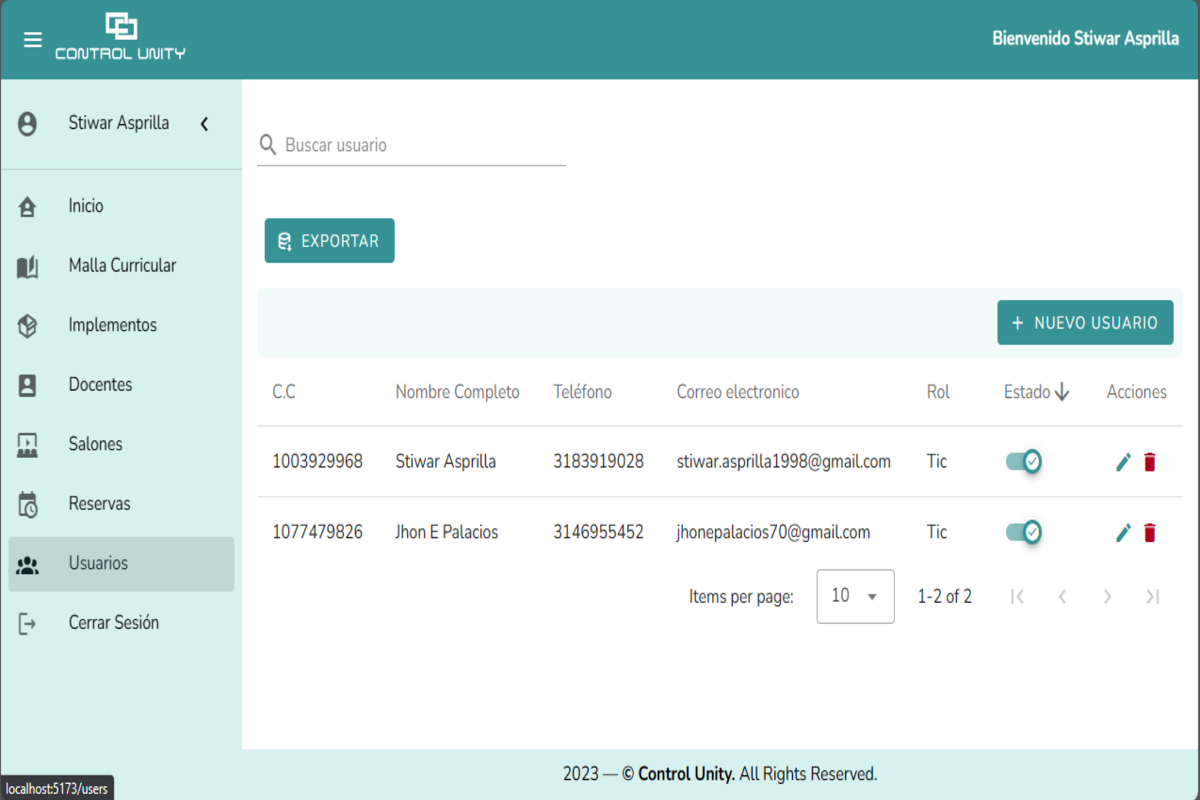 CONTROL UNITY
Bienvenido Stiwar Asprilla
Stiwar Asprilla
Inicio
Malla Curricular
Implementos
Docentes
Salones
Reservas
Usuarios
Cerrar Sesión
Buscar usuario
EXPORTAR
+ NUEVO USUARIO
C.C Nombre Completo Teléfono Correo electronico Rol Estado Acciones
1003929968 Stiwar Asprilla 3183919028 stiwar.asprilla1998@gmail.com Tic
1077479826 Jhon E Palacios 3146955452 jhonepalacios70@gmail.com Tic
Items per page: 10 1-2 of 2
2023 — © Control Unity. All Rights Reserved.
localhost:5173/users